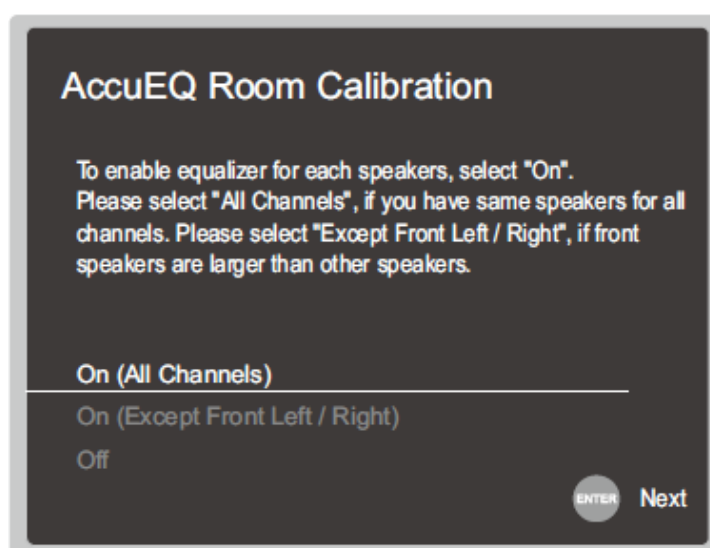 AccuEQ Room Calibration
To enable equalizer for each speakers, select "On".
Please select "All Channels", if you have same speakers for all
channels. Please select "Except Front Left / Right", if front
speakers are larger than other speakers.
On (All Channels)
On (Except Front Left / Right)
Off
ENTER Next